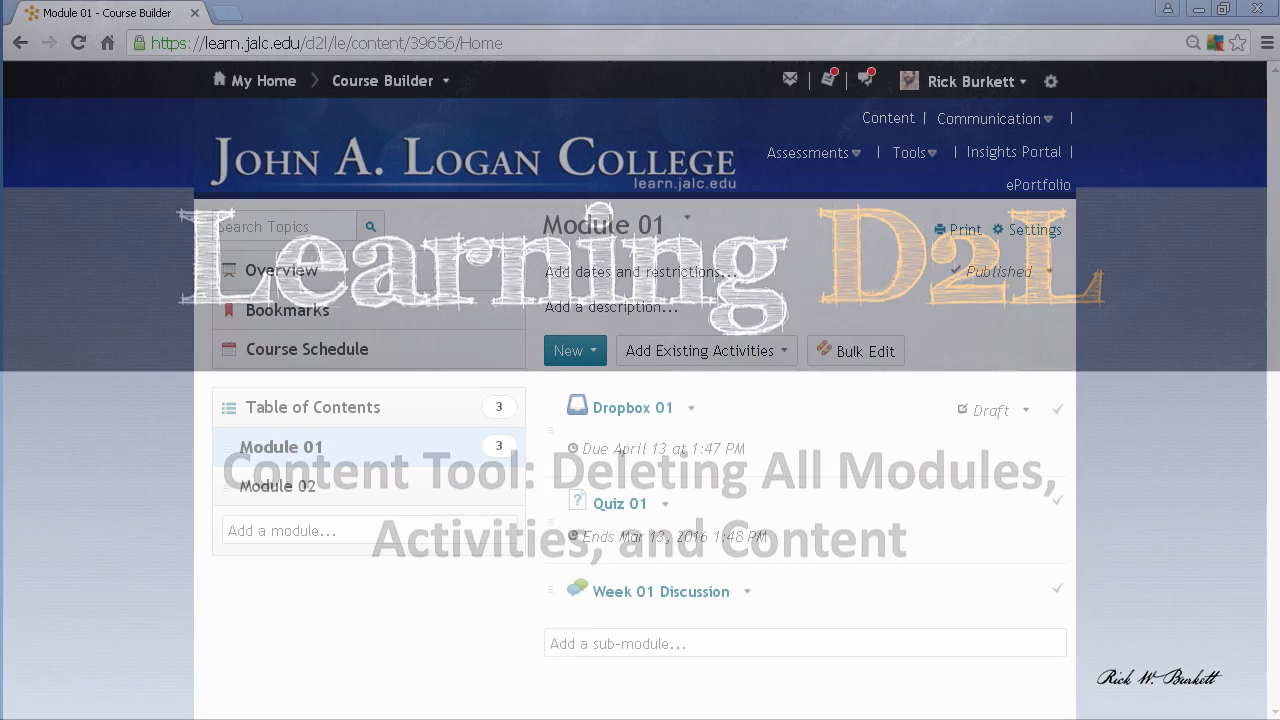 Module 01 - Course Builder
https://learn.jalc.edu/d2l/le/content/39656/Home
My Home
Course Builder
Rick Burkett
Content
Communication
JOHN A. LOGAN COLLEGE
learn.jalc.edu
Assessments
Tools
Insights Portal
ePortfolio
Learning D2L
Search Topics
Module 01
Print
Settings
Overview
Add dates and restrictions...
Published
Bookmarks
Add a description...
Course Schedule
New
Add Existing Activities
Bulk Edit
Table of Contents 3
Dropbox 01
Draft
Module 01 3
Due April 13 at 1:47 PM
Content Tool: Deleting All Modules,
Activities, and Content
Module 02
Quiz 01
Add a module...
Ends Mar 13, 2016 1:48 PM
Week 01 Discussion
Add a sub-module...
Rick W. Burkett